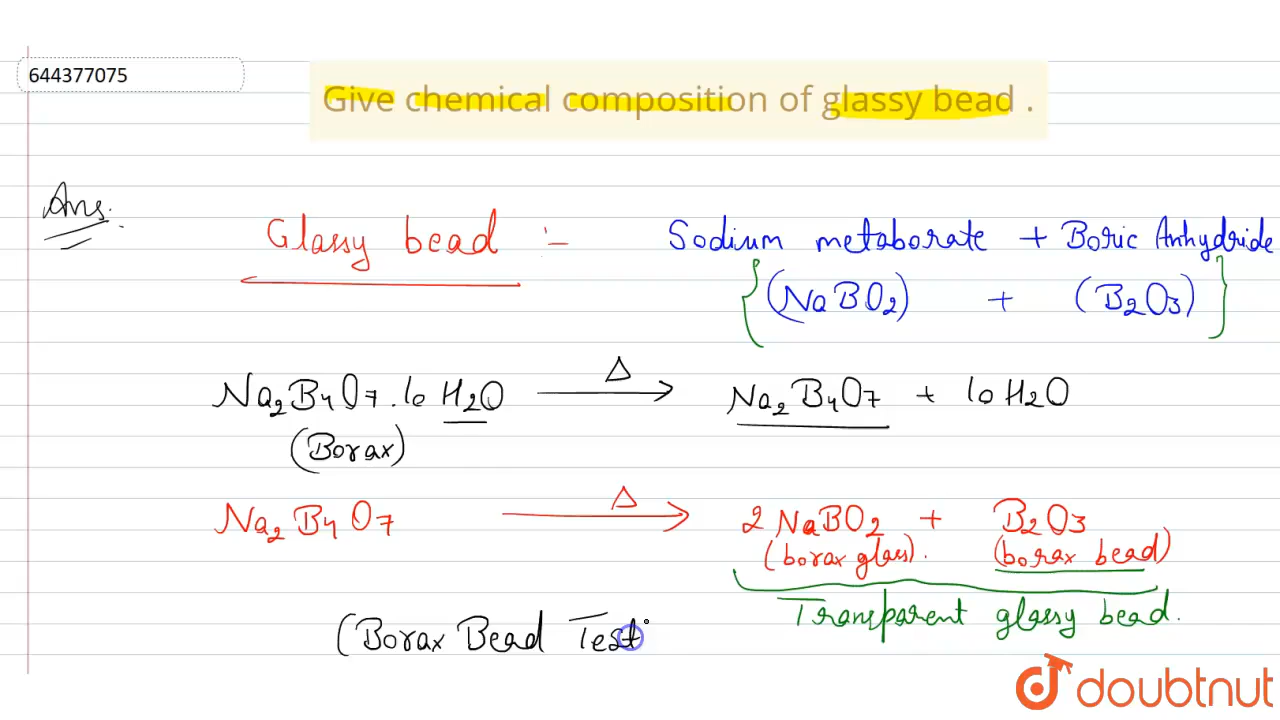 644377075
Give chemical composition of glassy bead .
Ans.
Glassy bead :- Sodium metaborate + Boric Anhydride
{(NaBO2) + (B2O3)}
Na2B4O7.10 H2O —Δ→ Na2B4O7 + 10 H2O
(Borax)
Na2B4O7 —Δ→ 2 NaBO2 + B2O3
(borax glass). (borax bead)
Transparent glassy bead.
(Borax Bead Test
doubtnut